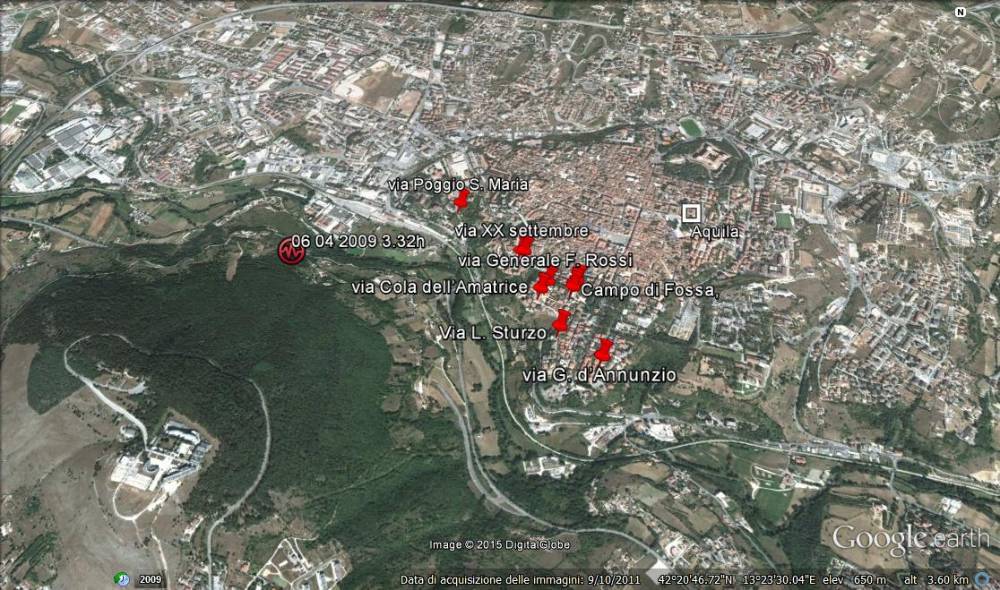 N
via Poggio S. Maria
via XX settembre
Aquila
06 04 2009 3.32h
via Generale F. Rossi
via Cola dell'Amatrice
Campo di Fossa,
Via L. Sturzo
via G. d'Annunzio
Google earth
Image © 2015 DigitalGlobe
2009
Data di acquisizione delle immagini: 9/10/2011 42°20'46.72"N 13°23'30.04"E elev 650 m alt 3.60 km